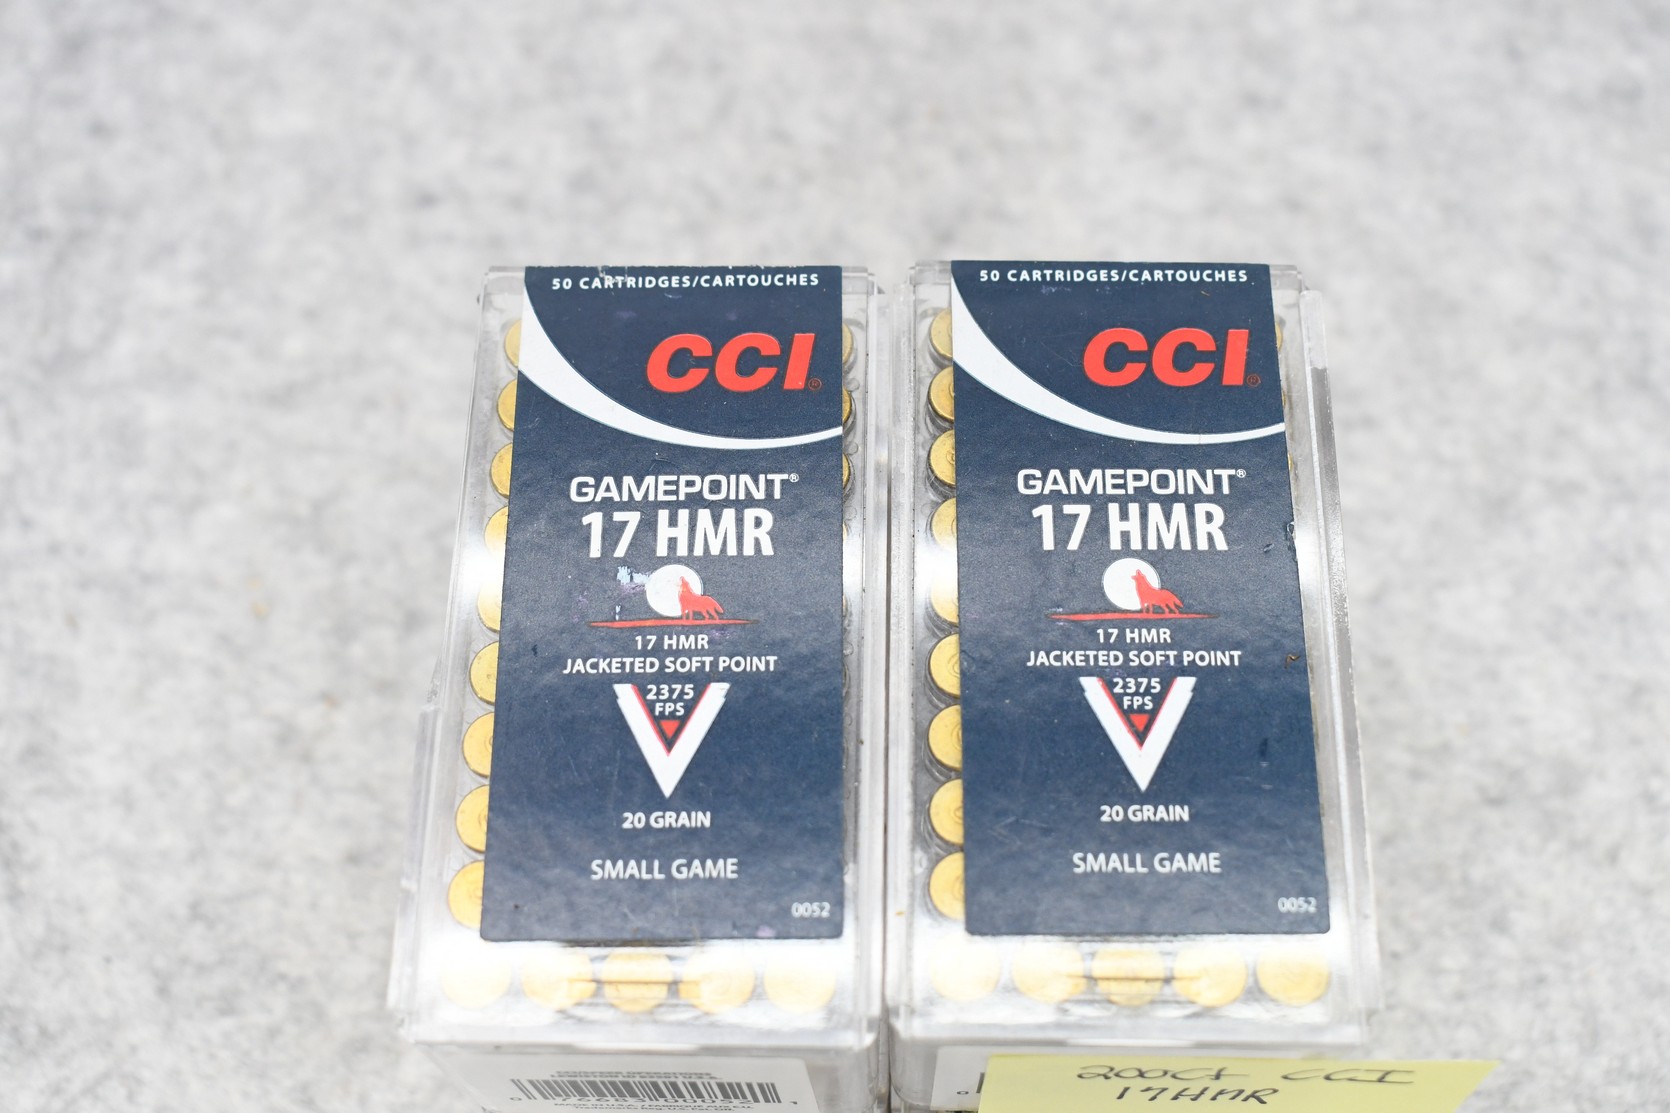 50 CARTRIDGES/CARTOUCHES
CCI®
GAMEPOINT®
17 HMR
17 HMR
JACKETED SOFT POINT
2375
FPS
20 GRAIN
SMALL GAME
0052
50 CARTRIDGES/CARTOUCHES
CCI®
GAMEPOINT®
17 HMR
17 HMR
JACKETED SOFT POINT
2375
FPS
20 GRAIN
SMALL GAME
0052
200ct CCI
17HMR